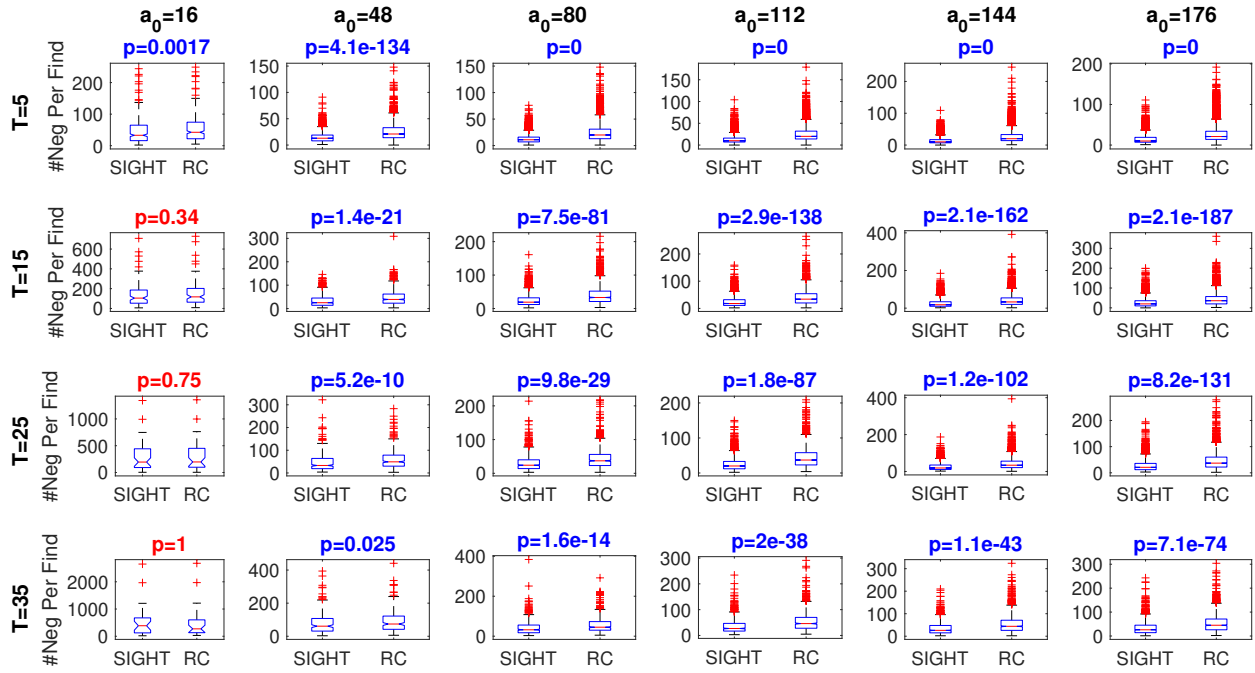 a0=16 a0=48 a0=80 a0=112 a0=144 a0=176
p=0.0017 p=4.1e-134 p=0 p=0 p=0 p=0
T=5
#Neg Per Find
200 100 0
150 100 50 0
150 100 50 0
150 100 50 0
200 100 0
200 150 100 50 0
SIGHT RC SIGHT RC SIGHT RC SIGHT RC SIGHT RC SIGHT RC
p=0.34 p=1.4e-21 p=7.5e-81 p=2.9e-138 p=2.1e-162 p=2.1e-187
T=15
#Neg Per Find
600 400 200 0
300 200 100 0
200 100 0
200 100 0
400 200 0
300 200 100 0
SIGHT RC SIGHT RC SIGHT RC SIGHT RC SIGHT RC SIGHT RC
p=0.75 p=5.2e-10 p=9.8e-29 p=1.8e-87 p=1.2e-102 p=8.2e-131
T=25
#Neg Per Find
1000 500 0
300 200 100 0
200 100 0
200 100 0
400 200 0
200 100 0
SIGHT RC SIGHT RC SIGHT RC SIGHT RC SIGHT RC SIGHT RC
p=1 p=0.025 p=1.6e-14 p=2e-38 p=1.1e-43 p=7.1e-74
T=35
#Neg Per Find
2000 1000 0
400 200 0
400 200 0
300 200 100 0
300 200 100 0
300 200 100 0
SIGHT RC SIGHT RC SIGHT RC SIGHT RC SIGHT RC SIGHT RC